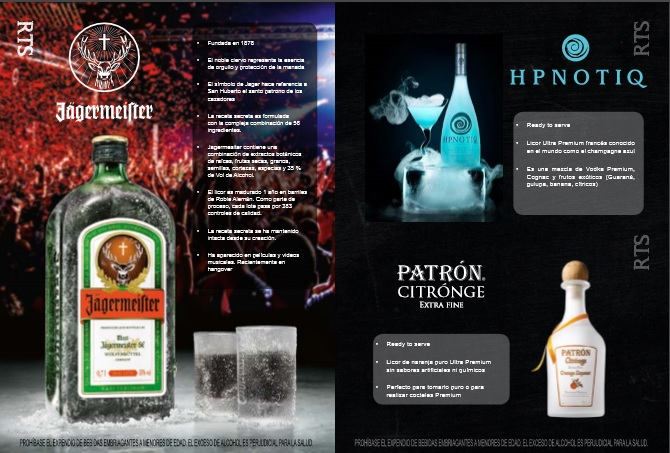 RTS
Jägermeister
Fundada en 1878
El noble ciervo representa la esencia
de orgullo y protección de la manada
El símbolo de Jager hace referencia a
San Huberto el santo patrono de los
cazadores
La receta secreta es formulada
con la compleja combinación de 56
ingredientes.
Jagermeister contiene una
combinación de extractos botánicos
de raíces, frutas secas, granos,
semillas, cortezas, especias y 35 %
de Vol de Alcohol.
El licor es madurado 1 año en barriles
de Roble Alemán. Como parte de
proceso, cada lote pasa por 383
controles de calidad.
La receta secreta se ha mantenido
intacta desde su creación.
Ha aparecido en películas y videos
musicales. Recientemente en
hangover
Jägermeister
PROHÍBASE EL EXPENDIO DE BEBIDAS EMBRIAGANTES A MENORES DE EDAD. EL EXCESO DE ALCOHOL ES PERJUDICIAL PARA LA SALUD.
RTS
HPNOTIQ
HPNOTIQ
Ready to serve
Licor Ultra Premium francés conocido
en el mundo como el champagne azul
Es una mezcla de Vodka Premium,
Cognac y frutos exóticos (Guaraná,
gulupa, banana, cítricos)
RTS
PATRÓN
CITRÓNGE
EXTRA FINE
Ready to serve
Licor de naranja puro Ultra Premium
sin sabores artificiales ni químicos
Perfecto para tomarlo puro o para
realizar cocteles Premium
PATRÓN
Citrónge
PROHÍBASE EL EXPENDIO DE BEBIDAS EMBRIAGANTES A MENORES DE EDAD. EL EXCESO DE ALCOHOL ES PERJUDICIAL PARA LA SALUD.